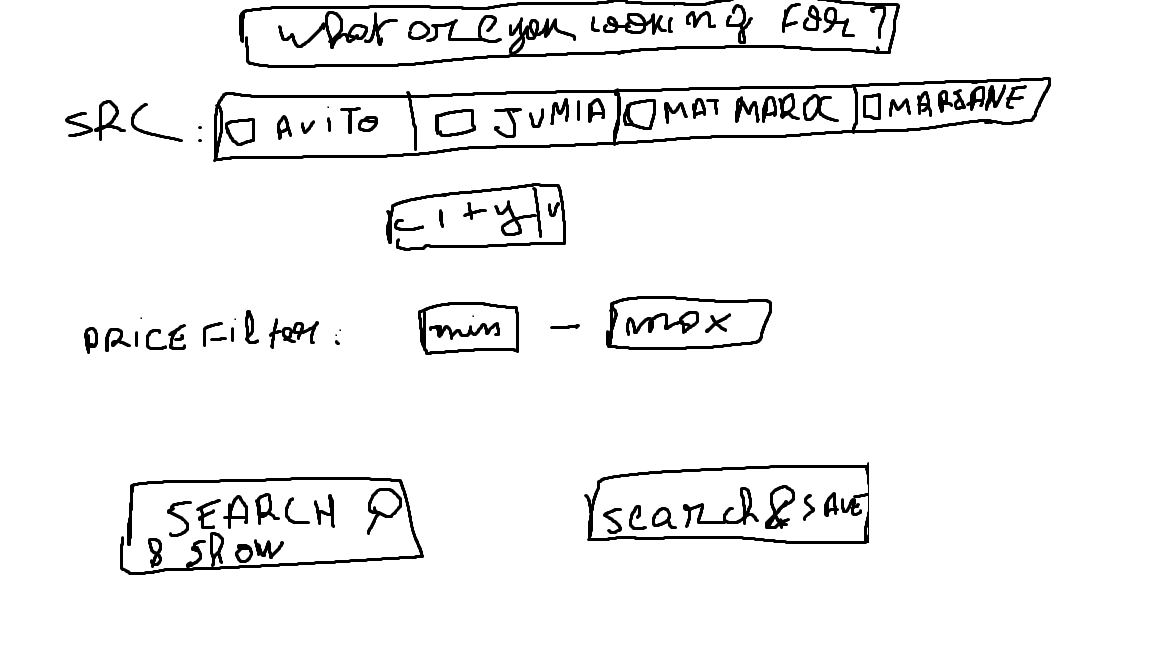 what are you looking for?
SRC: AViTO JUMIA MAT MAROC MARJANE
city v
PRICE Filter: min - max
SEARCH
& Show
search & SAVE